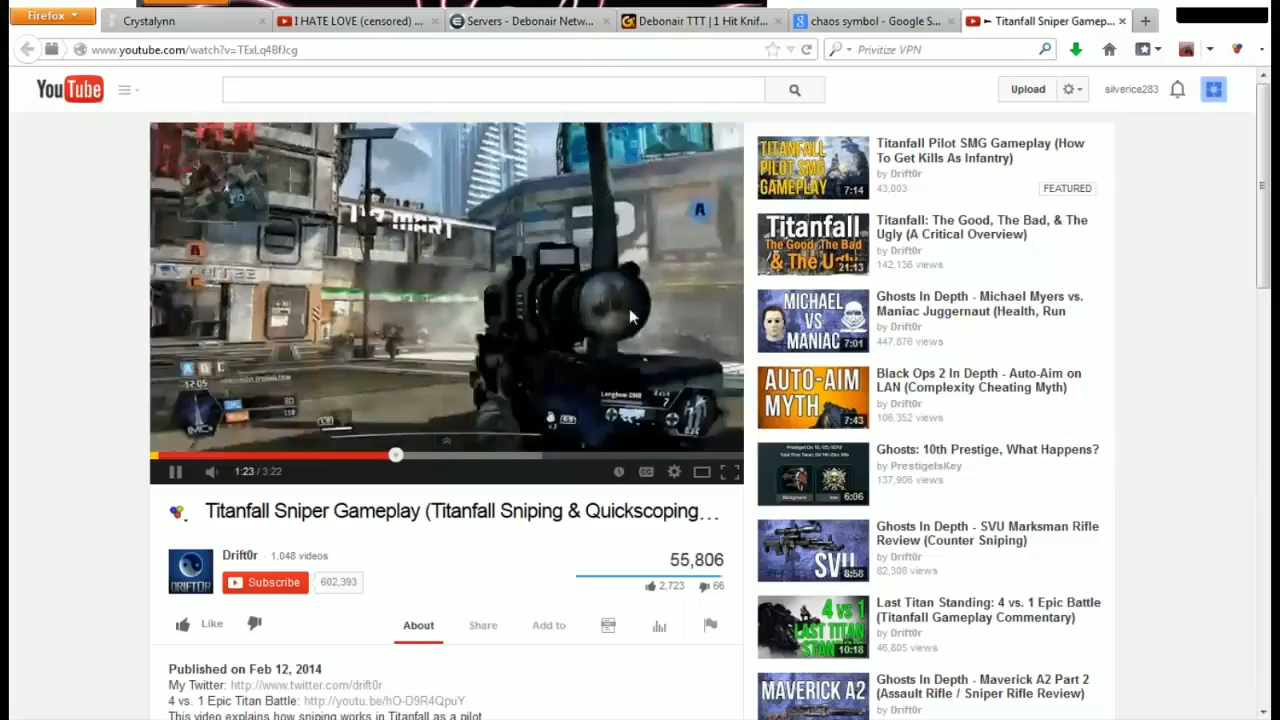 Firefox
Crystalynn
I HATE LOVE (censored) ...
Servers - Debonair Netw...
Debonair TTT | 1 Hit Knif...
chaos symbol - Google S...
► Titanfall Sniper Gamep...
www.youtube.com/watch?v=TExLq4BfJcg
Privitize VPN
YouTube
Upload
silverice283
A
A
C
12:05
Longbow-DMR
7
1:23 / 3:22
CC
Titanfall Sniper Gameplay (Titanfall Sniping & Quickscoping...
DRIFT0R
Drift0r · 1,048 videos
Subscribe
602,393
55,806
2,723
66
Like
About
Share
Add to
Published on Feb 12, 2014
My Twitter: http://www.twitter.com/drift0r
4 vs. 1 Epic Titan Battle: http://youtu.be/hO-D9R4QpuY
This video explains how sniping works in Titanfall as a pilot
TITANFALL
PILOT SMG
GAMEPLAY
7:14
Titanfall Pilot SMG Gameplay (How
To Get Kills As Infantry)
by Drift0r
43,003
FEATURED
Titanfall
The Good, The Bad
& The Ugly
21:13
Titanfall: The Good, The Bad, & The
Ugly (A Critical Overview)
by Drift0r
142,136 views
MICHAEL
VS
MANIAC
7:01
Ghosts In Depth - Michael Myers vs.
Maniac Juggernaut (Health, Run
by Drift0r
447,876 views
AUTO-AIM
MYTH
7:43
Black Ops 2 In Depth - Auto-Aim on
LAN (Complexity Cheating Myth)
by Drift0r
106,352 views
6:06
Ghosts: 10th Prestige, What Happens?
by PrestigeIsKey
137,906 views
SVU
8:58
Ghosts In Depth - SVU Marksman Rifle
Review (Counter Sniping)
by Drift0r
82,308 views
4 VS 1
LAST TITAN
STANDING
10:18
Last Titan Standing: 4 vs. 1 Epic Battle
(Titanfall Gameplay Commentary)
by Drift0r
46,805 views
MAVERICK A2
Ghosts In Depth - Maverick A2 Part 2
(Assault Rifle / Sniper Rifle Review)
by Drift0r